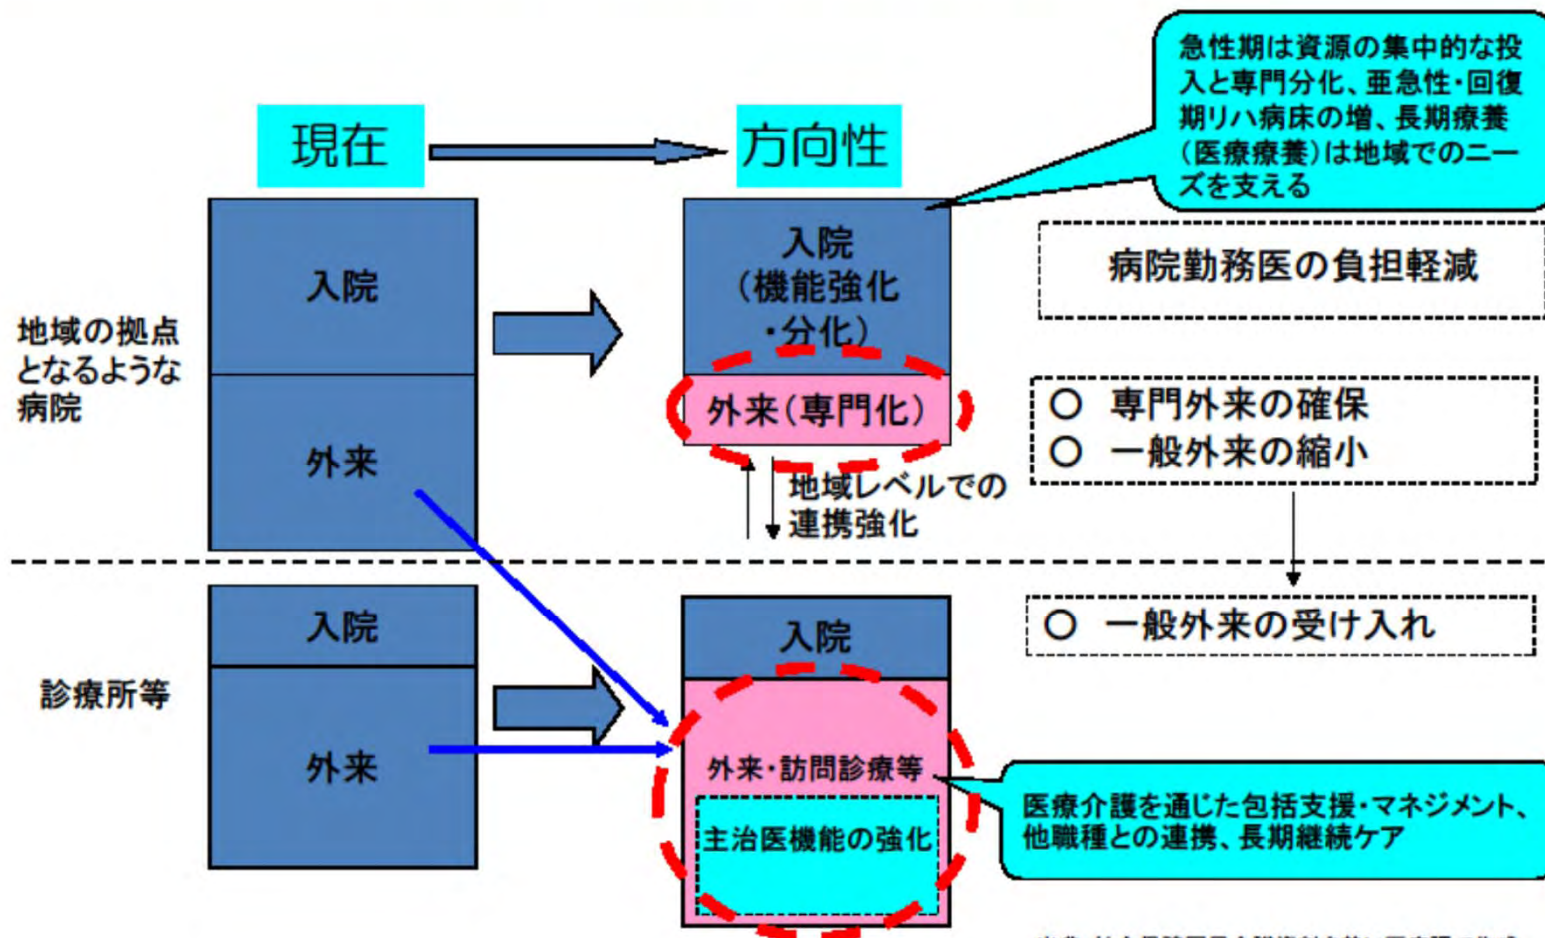 急性期は資源の集中的な投
入と専門分化、亜急性・回復
期リハ病床の増、長期療養
（医療療養）は地域でのニー
ズを支える
現在
方向性
地域の拠点
となるような
病院
入院
外来
入院
（機能強化
・分化）
外来（専門化）
病院勤務医の負担軽減
○ 専門外来の確保
○ 一般外来の縮小
地域レベルでの
連携強化
診療所等
入院
外来
入院
外来・訪問診療等
主治医機能の強化
○ 一般外来の受け入れ
医療介護を通じた包括支援・マネジメント、
他職種との連携、長期継続ケア